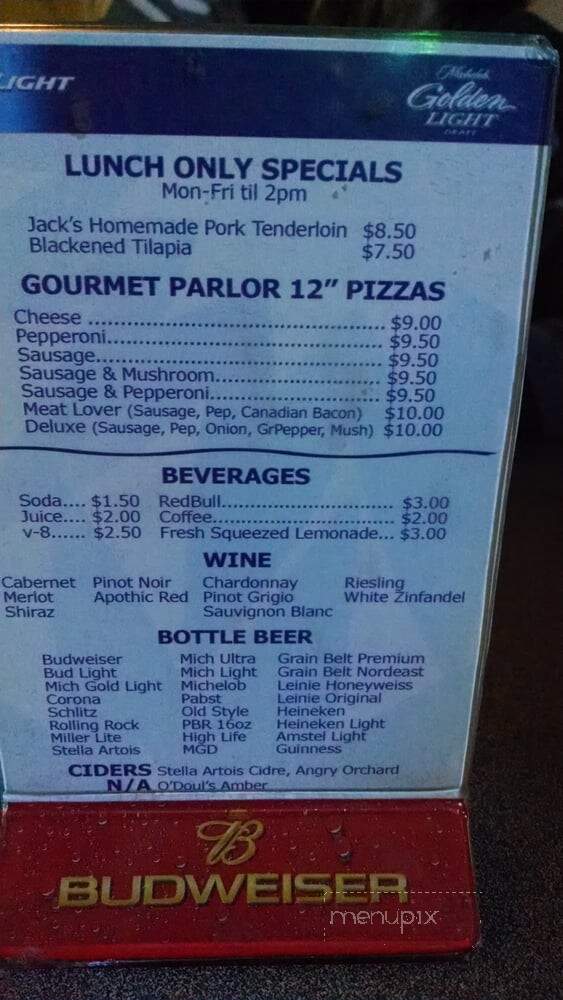 LIGHT
Michelob
Golden
LIGHT
DRAFT
LUNCH ONLY SPECIALS
Mon-Fri til 2pm
Jack's Homemade Pork Tenderloin $8.50
Blackened Tilapia $7.50
GOURMET PARLOR 12" PIZZAS
Cheese ................................................ $9.00
Pepperoni............................................ $9.50
Sausage.............................................. $9.50
Sausage & Mushroom.......................... $9.50
Sausage & Pepperoni........................... $9.50
Meat Lover (Sausage, Pep, Canadian Bacon) $10.00
Deluxe (Sausage, Pep, Onion, GrPepper, Mush) $10.00
BEVERAGES
Soda.... $1.50 RedBull............................ $3.00
Juice.... $2.00 Coffee.............................. $2.00
v-8...... $2.50 Fresh Squeezed Lemonade... $3.00
WINE
Cabernet Pinot Noir Chardonnay Riesling
Merlot Apothic Red Pinot Grigio White Zinfandel
Shiraz Sauvignon Blanc
BOTTLE BEER
Budweiser Mich Ultra Grain Belt Premium
Bud Light Mich Light Grain Belt Nordeast
Mich Gold Light Michelob Leinie Honeyweiss
Corona Pabst Leinie Original
Schlitz Old Style Heineken
Rolling Rock PBR 16oz Heineken Light
Miller Lite High Life Amstel Light
Stella Artois MGD Guinness
CIDERS Stella Artois Cidre, Angry Orchard
N/A O'Doul's Amber
B
BUDWEISER
menupix